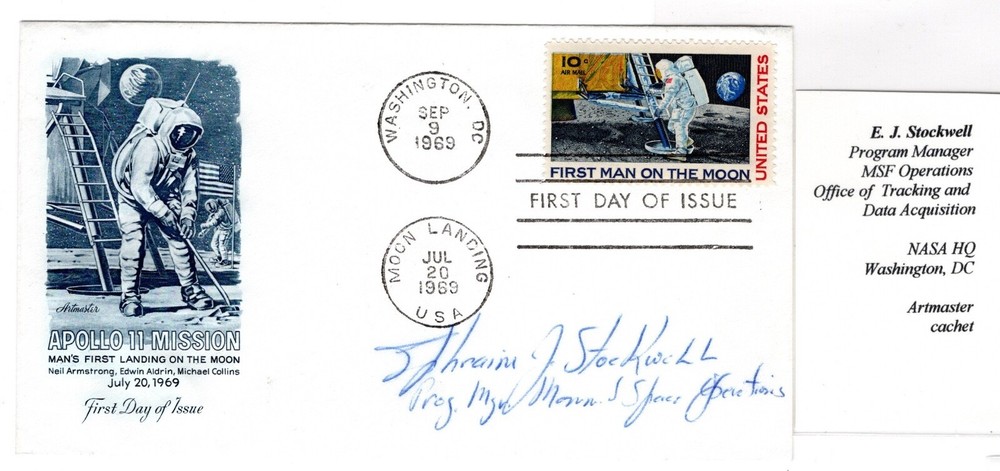 Artmaster
APOLLO 11 MISSION
MAN'S FIRST LANDING ON THE MOON
Neil Armstrong, Edwin Aldrin, Michael Collins
July 20, 1969
First Day of Issue
WASHINGTON, DC
SEP
9
1969
MOON LANDING
JUL
20
1969
USA
10c
AIR MAIL
UNITED STATES
FIRST MAN ON THE MOON
FIRST DAY OF ISSUE
Ephraim J. Stockwell
Prog. Mgr. Mann. Space Operations
E. J. Stockwell
Program Manager
MSF Operations
Office of Tracking and
Data Acquisition
NASA HQ
Washington, DC
Artmaster
cachet